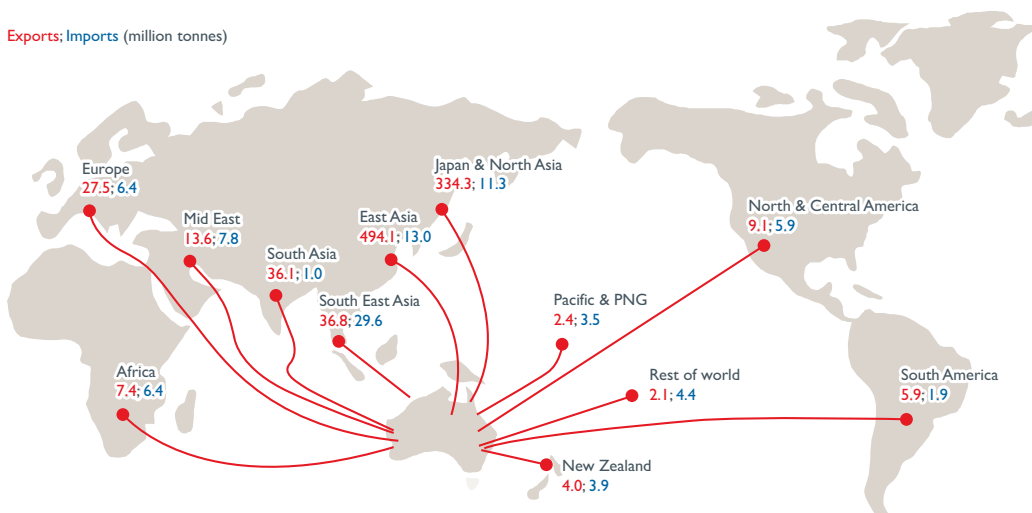 Exports; Imports (million tonnes)
Europe
27.5; 6.4
Mid East
13.6; 7.8
South Asia
36.1; 1.0
South East Asia
36.8; 29.6
East Asia
494.1; 13.0
Japan & North Asia
334.3; 11.3
North & Central America
9.1; 5.9
Pacific & PNG
2.4; 3.5
Rest of world
2.1; 4.4
South America
5.9; 1.9
Africa
7.4; 6.4
New Zealand
4.0; 3.9